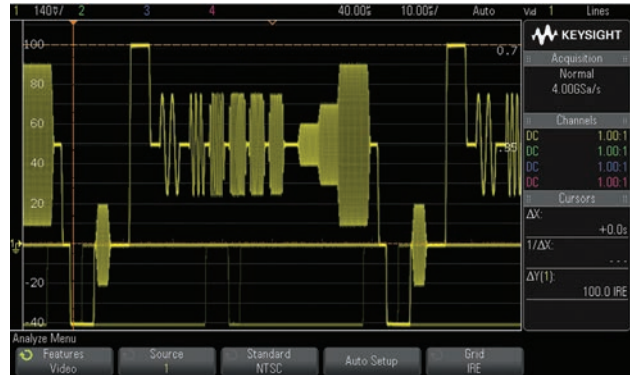 1 140▽/ 2 3 4 40.00s 10.00s/ Auto Vid 1 Lines
KEYSIGHT
Acquisition
Normal
4.00GSa/s
Channels
DC 1.00:1
DC 1.00:1
DC 1.00:1
DC 1.00:1
Cursors
ΔX:
+0.0s
1/ΔX:
---
ΔY(1):
100.0 IRE
100
0.7
80
60
.35
40
20
-20
-40
Analyze Menu
Features
Video
Source
1
Standard
NTSC
Auto Setup
Grid
IRE